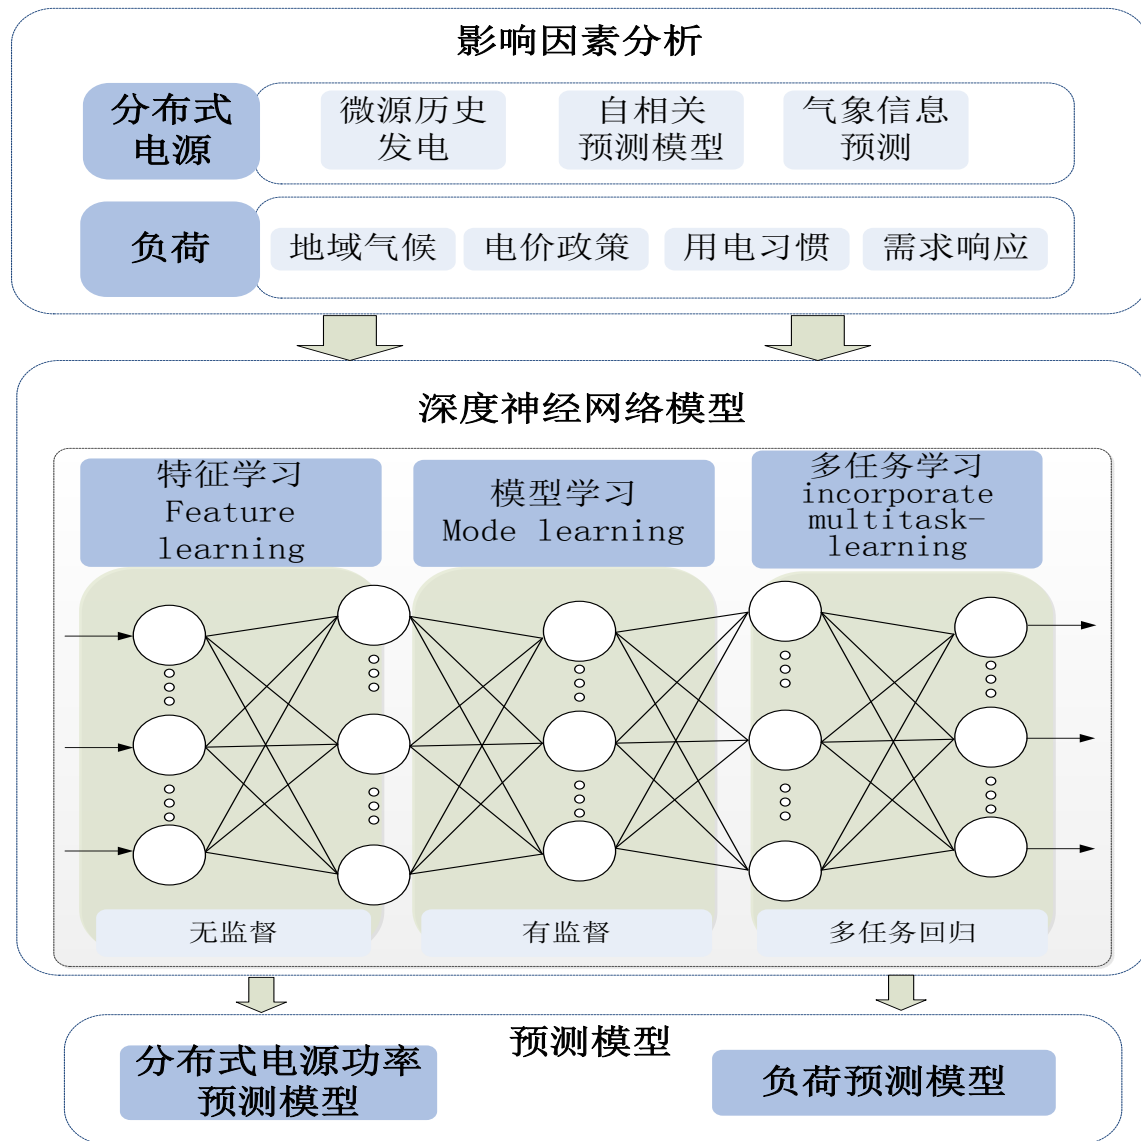 影响因素分析
分布式
电源
微源历史
发电
自相关
预测模型
气象信息
预测
负荷
地域气候
电价政策
用电习惯
需求响应
深度神经网络模型
特征学习
Feature
learning
模型学习
Mode learning
多任务学习
incorporate
multitask-
learning
无监督
有监督
多任务回归
预测模型
分布式电源功率
预测模型
负荷预测模型